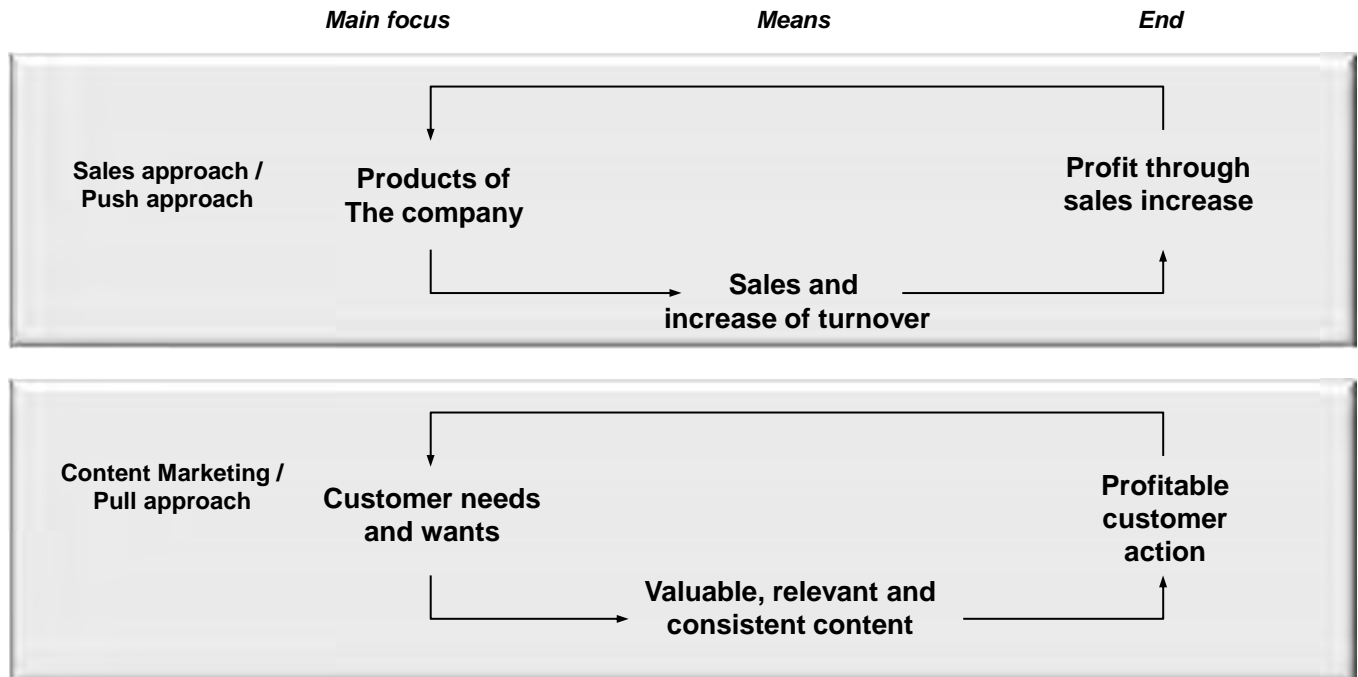 Main focus
Means
End
Sales approach /
Push approach
Products of
The company
Sales and
increase of turnover
Profit through
sales increase
Content Marketing /
Pull approach
Customer needs
and wants
Valuable, relevant and
consistent content
Profitable
customer
action